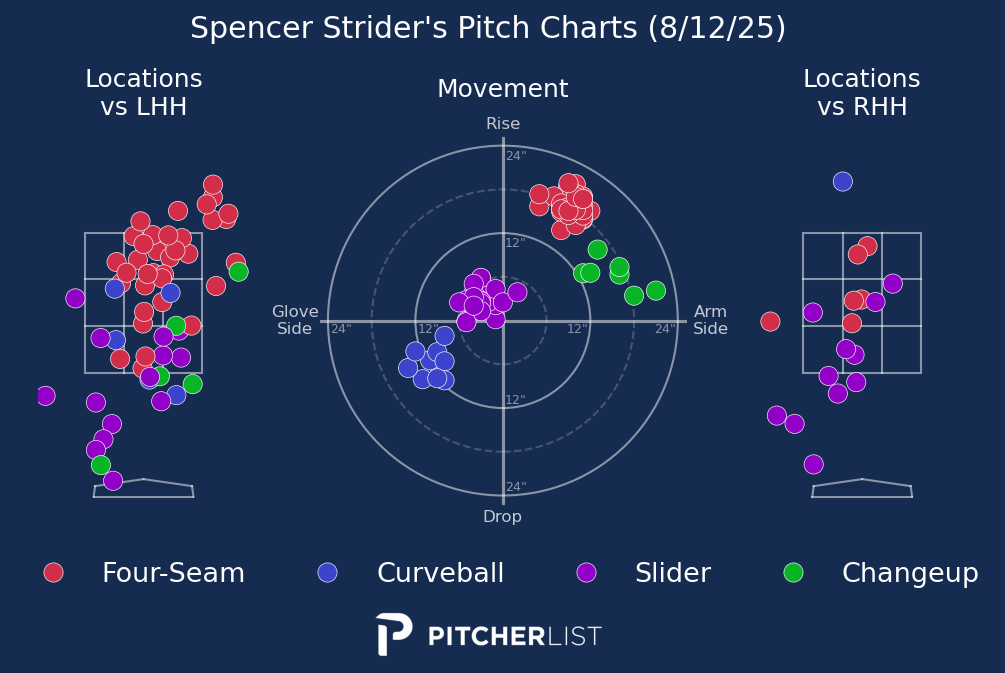 Spencer Strider's Pitch Charts (8/12/25)
Locations
vs LHH
Movement
Locations
vs RHH
Rise
24"
12"
Glove
Side
24"
12"
12"
24"
Arm
Side
12"
24"
Drop
Four-Seam
Curveball
Slider
Changeup
PITCHERLIST